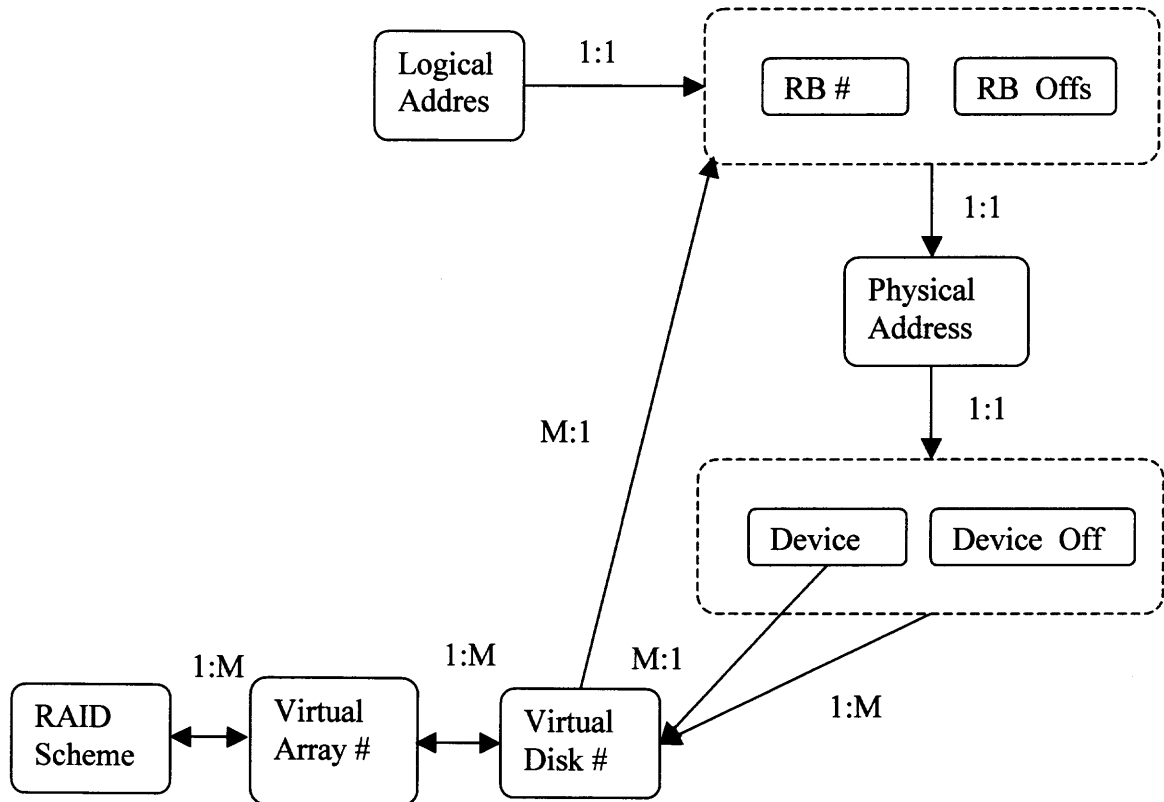 Logical
Addres
1:1
RB #
RB Offs
1:1
Physical
Address
1:1
M:1
Device
Device Off
1:M
1:M
M:1
1:M
RAID
Scheme
Virtual
Array #
Virtual
Disk #